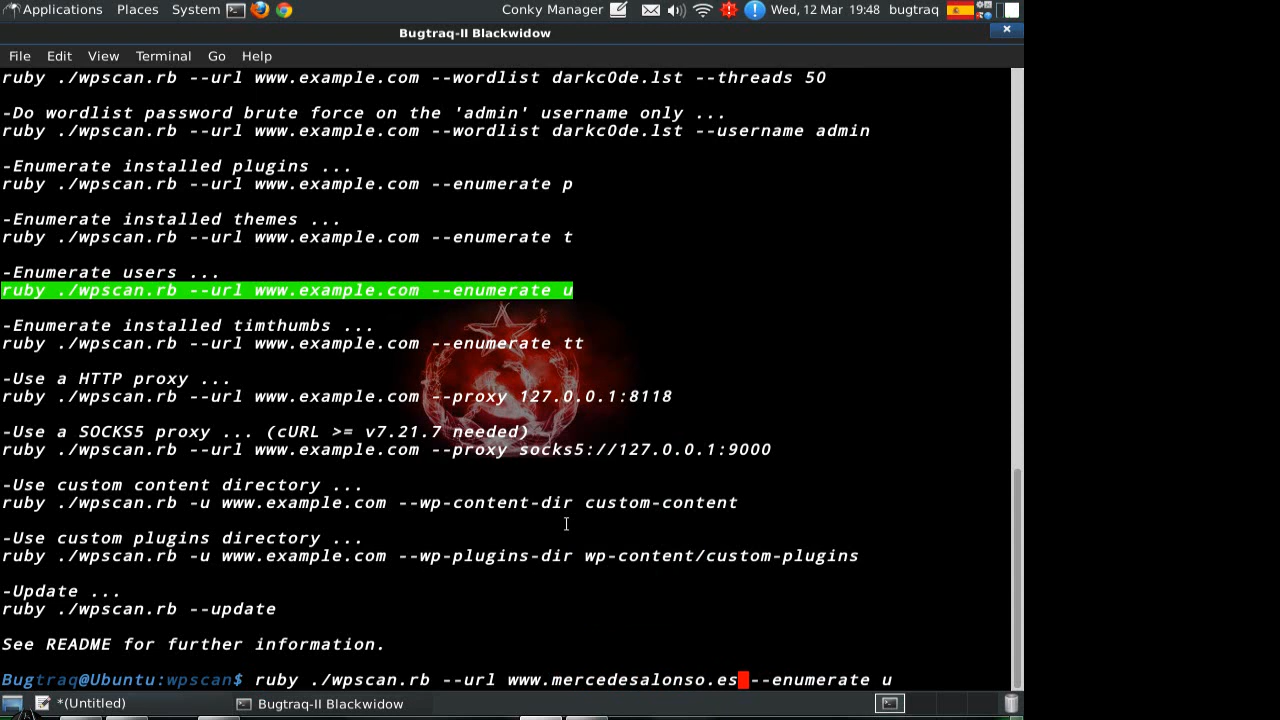 Applications Places System Conky Manager Wed, 12 Mar 19:48 bugtraq
Bugtraq-II Blackwidow
File Edit View Terminal Go Help
ruby ./wpscan.rb --url www.example.com --wordlist darkc0de.lst --threads 50
-Do wordlist password brute force on the 'admin' username only ...
ruby ./wpscan.rb --url www.example.com --wordlist darkc0de.lst --username admin
-Enumerate installed plugins ...
ruby ./wpscan.rb --url www.example.com --enumerate p
-Enumerate installed themes ...
ruby ./wpscan.rb --url www.example.com --enumerate t
-Enumerate users ...
ruby ./wpscan.rb --url www.example.com --enumerate u
-Enumerate installed timthumbs ...
ruby ./wpscan.rb --url www.example.com --enumerate tt
-Use a HTTP proxy ...
ruby ./wpscan.rb --url www.example.com --proxy 127.0.0.1:8118
-Use a SOCKS5 proxy ... (cURL >= v7.21.7 needed)
ruby ./wpscan.rb --url www.example.com --proxy socks5://127.0.0.1:9000
-Use custom content directory ...
ruby ./wpscan.rb -u www.example.com --wp-content-dir custom-content
-Use custom plugins directory ...
ruby ./wpscan.rb -u www.example.com --wp-plugins-dir wp-content/custom-plugins
-Update ...
ruby ./wpscan.rb --update
See README for further information.
Bugtraq@Ubuntu:wpscan$ ruby ./wpscan.rb --url www.mercedesalonso.es --enumerate u
*(Untitled) Bugtraq-II Blackwidow